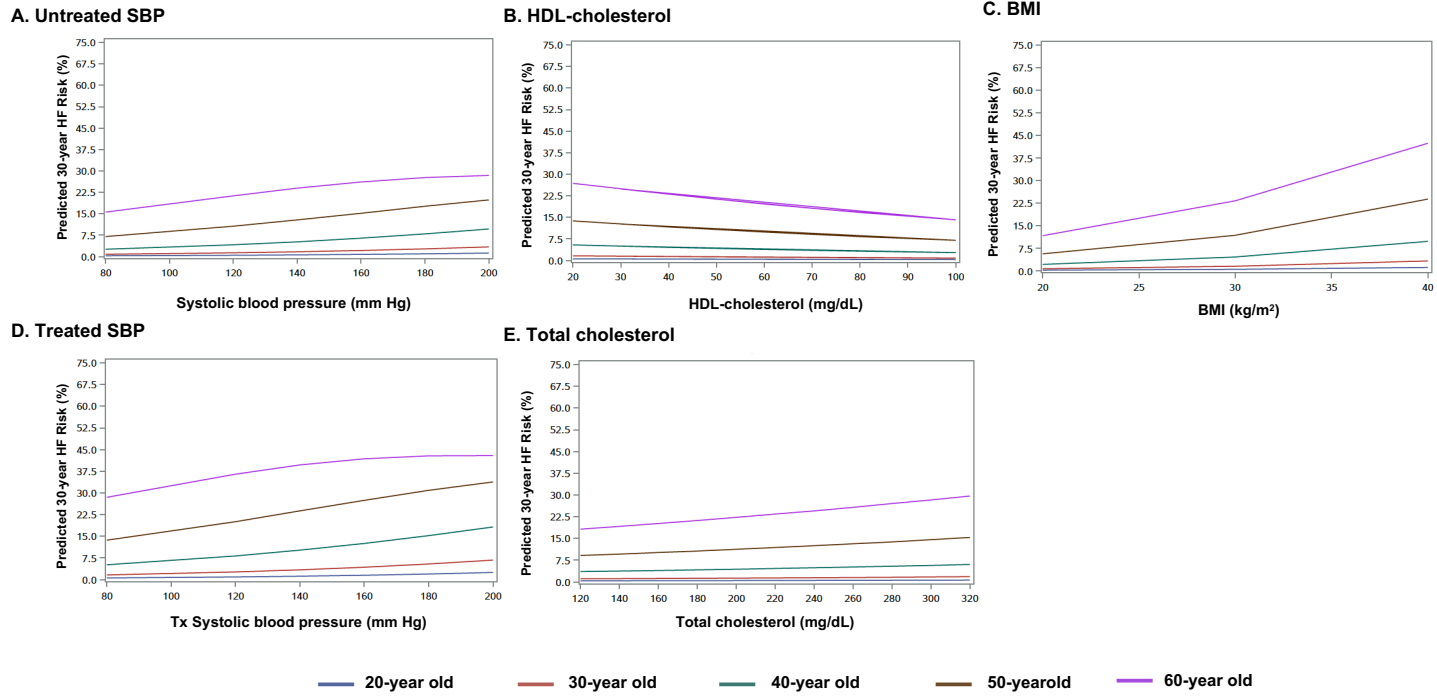 A. Untreated SBP
Predicted 30-year HF Risk (%)
75.0
67.5
60.0
52.5
45.0
37.5
30.0
22.5
15.0
7.5
0.0
80 100 120 140 160 180 200
Systolic blood pressure (mm Hg)
B. HDL-cholesterol
Predicted 30-year HF Risk (%)
75.0
67.5
60.0
52.5
45.0
37.5
30.0
22.5
15.0
7.5
0.0
20 30 40 50 60 70 80 90 100
HDL-cholesterol (mg/dL)
C. BMI
Predicted 30-year HF Risk (%)
75.0
67.5
60.0
52.5
45.0
37.5
30.0
22.5
15.0
7.5
0.0
20 25 30 35 40
BMI (kg/m²)
D. Treated SBP
Predicted 30-year HF Risk (%)
75.0
67.5
60.0
52.5
45.0
37.5
30.0
22.5
15.0
7.5
0.0
80 100 120 140 160 180 200
Tx Systolic blood pressure (mm Hg)
E. Total cholesterol
Predicted 30-year HF Risk (%)
75.0
67.5
60.0
52.5
45.0
37.5
30.0
22.5
15.0
7.5
0.0
120 140 160 180 200 220 240 260 280 300 320
Total cholesterol (mg/dL)
20-year old 30-year old 40-year old 50-yearold 60-year old